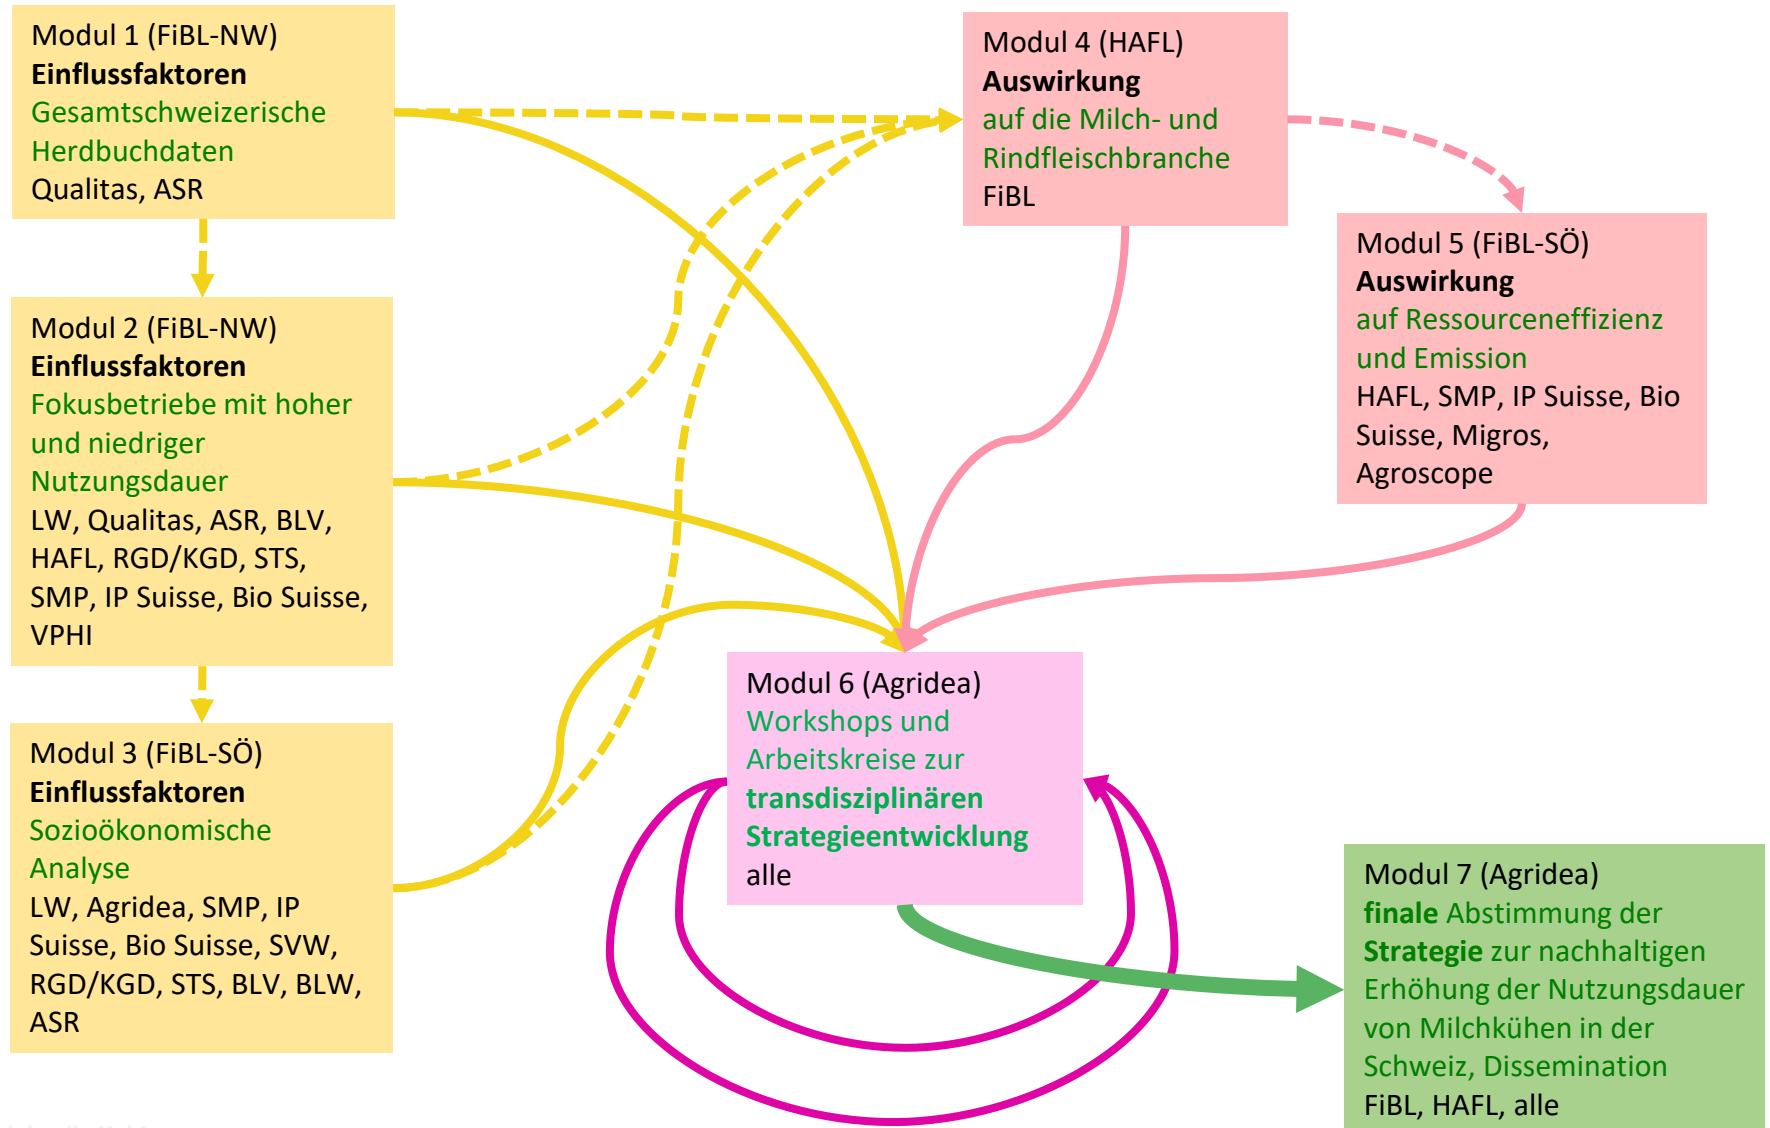 Modul 1 (FiBL-NW)
Einflussfaktoren
Gesamtschweizerische
Herdbuchdaten
Qualitas, ASR
Modul 2 (FiBL-NW)
Einflussfaktoren
Fokusbetriebe mit hoher
und niedriger
Nutzungsdauer
LW, Qualitas, ASR, BLV,
HAFL, RGD/KGD, STS,
SMP, IP Suisse, Bio Suisse,
VPHI
Modul 3 (FiBL-SÖ)
Einflussfaktoren
Sozioökonomische
Analyse
LW, Agridea, SMP, IP
Suisse, Bio Suisse, SVW,
RGD/KGD, STS, BLV, BLW,
ASR
Modul 4 (HAFL)
Auswirkung
auf die Milch- und
Rindfleischbranche
FiBL
Modul 5 (FiBL-SÖ)
Auswirkung
auf Ressourceneffizienz
und Emission
HAFL, SMP, IP Suisse, Bio
Suisse, Migros,
Agroscope
Modul 6 (Agridea)
Workshops und
Arbeitskreise zur
transdisziplinären
Strategieentwicklung
alle
Modul 7 (Agridea)
finale Abstimmung der
Strategie zur nachhaltigen
Erhöhung der Nutzungsdauer
von Milchkühen in der
Schweiz, Dissemination
FiBL, HAFL, alle